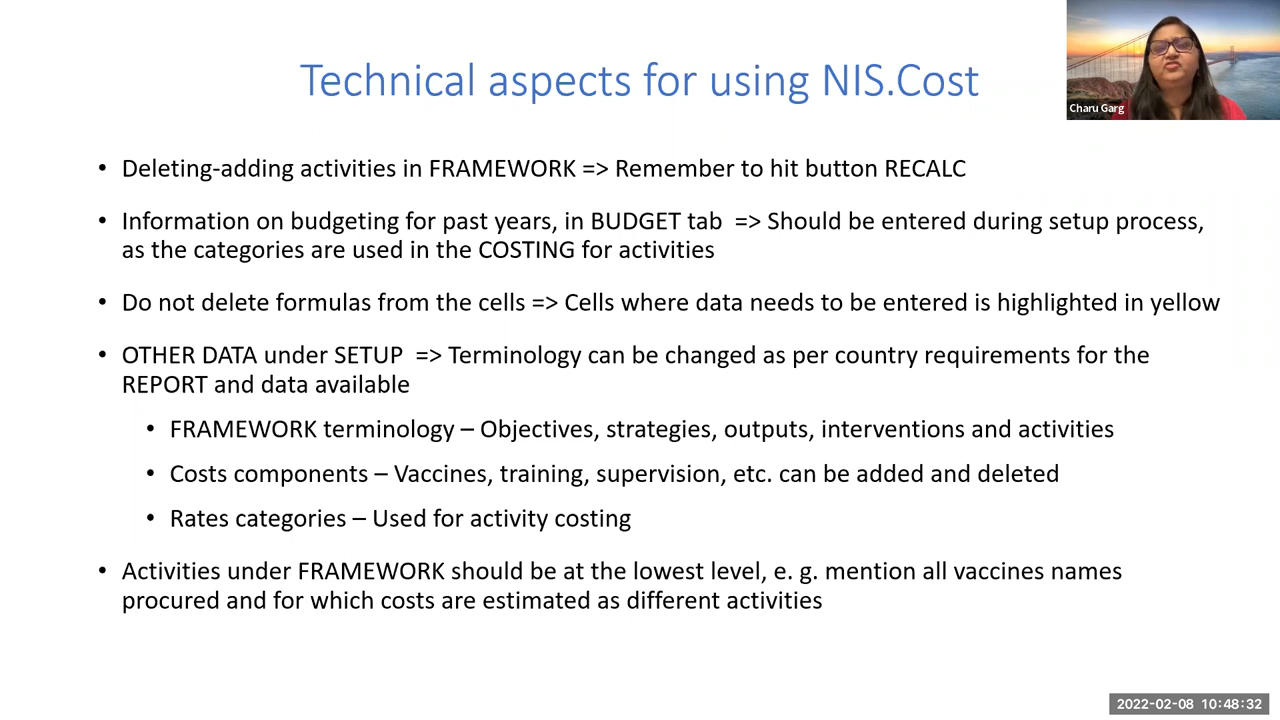 Technical aspects for using NIS.Cost
Charu Garg
• Deleting-adding activities in FRAMEWORK => Remember to hit button RECALC
• Information on budgeting for past years, in BUDGET tab => Should be entered during setup process,
as the categories are used in the COSTING for activities
• Do not delete formulas from the cells => Cells where data needs to be entered is highlighted in yellow
• OTHER DATA under SETUP => Terminology can be changed as per country requirements for the
REPORT and data available
• FRAMEWORK terminology – Objectives, strategies, outputs, interventions and activities
• Costs components – Vaccines, training, supervision, etc. can be added and deleted
• Rates categories – Used for activity costing
• Activities under FRAMEWORK should be at the lowest level, e. g. mention all vaccines names
procured and for which costs are estimated as different activities
2022-02-08 10:48:32